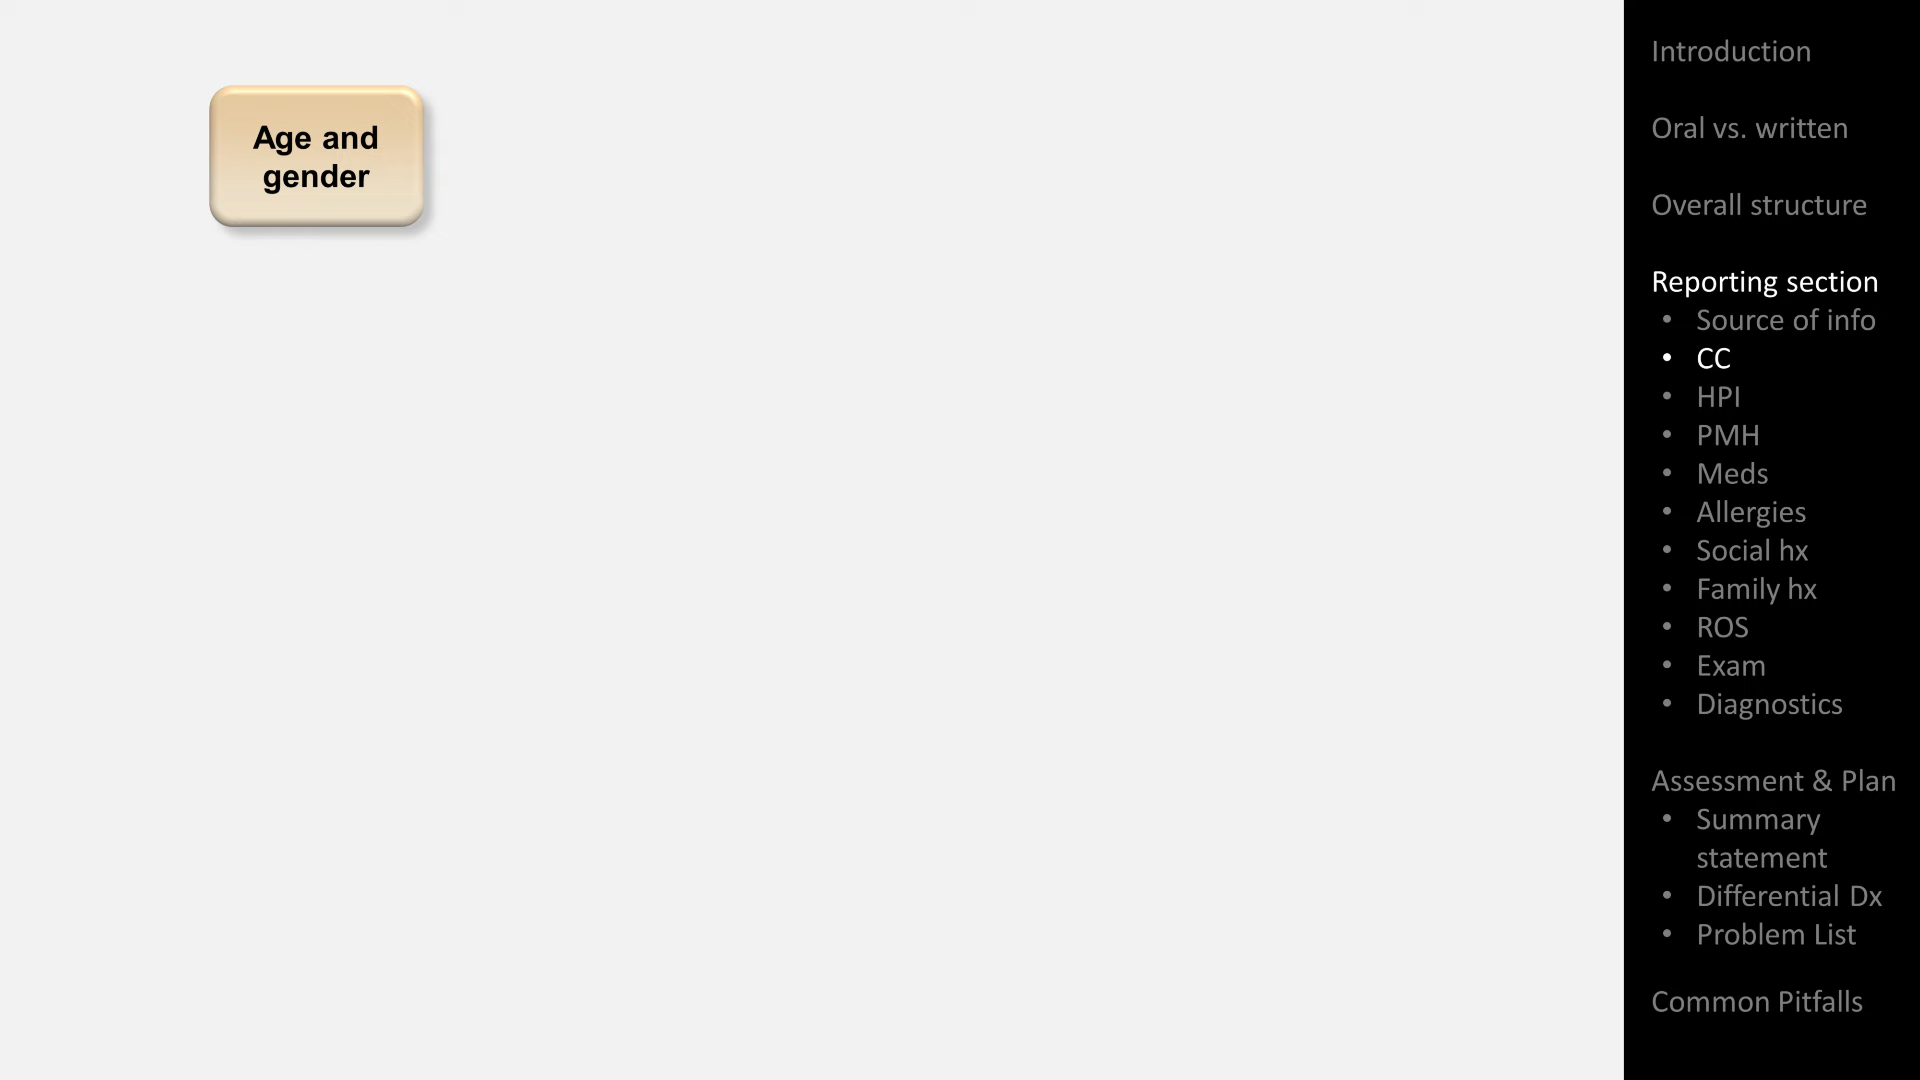 Age and
gender
Introduction
Oral vs. written
Overall structure
Reporting section
• Source of info
• CC
• HPI
• PMH
• Meds
• Allergies
• Social hx
• Family hx
• ROS
• Exam
• Diagnostics
Assessment & Plan
• Summary
statement
• Differential Dx
• Problem List
Common Pitfalls